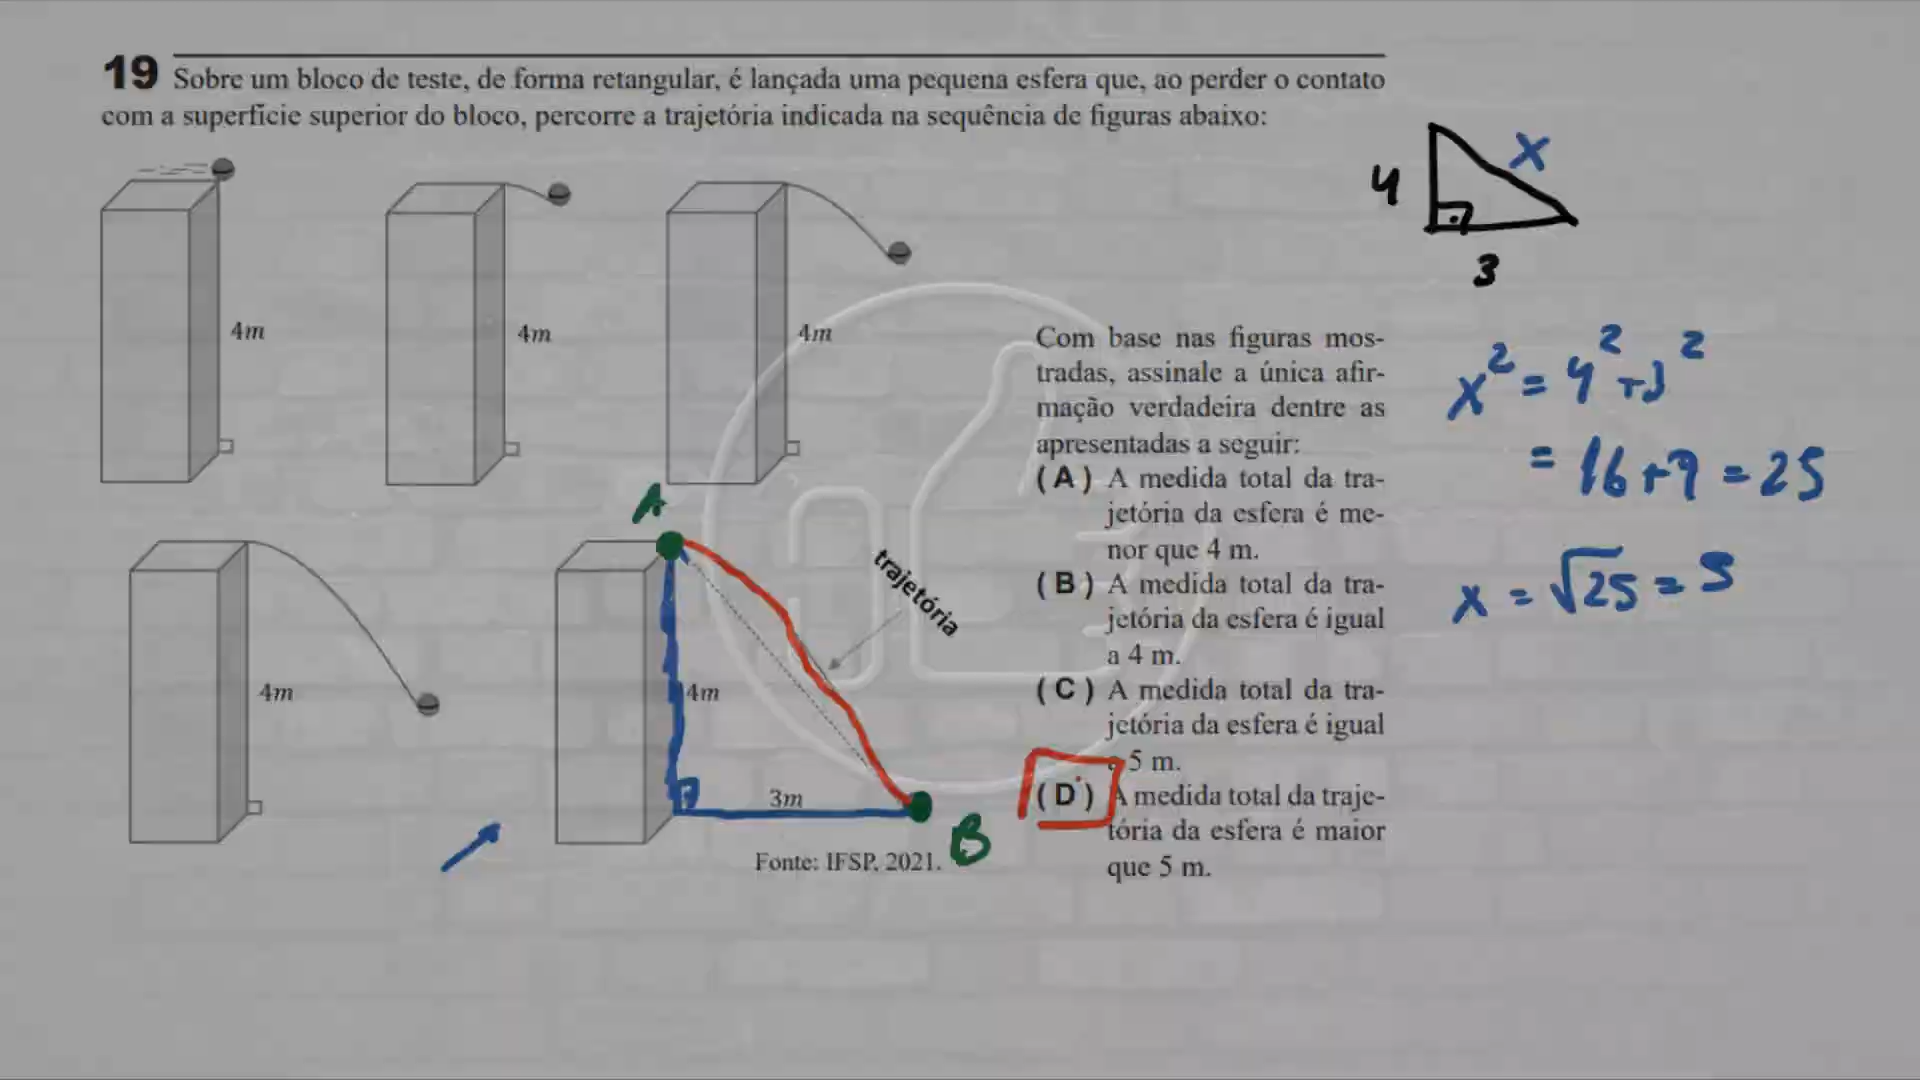 19 Sobre um bloco de teste, de forma retangular, é lançada uma pequena esfera que, ao perder o contato
com a superfície superior do bloco, percorre a trajetória indicada na sequência de figuras abaixo:
4m
4m
4m
4m
4m
3m
trajetória
A
B
Fonte: IFSP, 2021.
Com base nas figuras mos-
tradas, assinale a única afir-
mação verdadeira dentre as
apresentadas a seguir:
(A) A medida total da tra-
jetória da esfera é me-
nor que 4 m.
(B) A medida total da tra-
jetória da esfera é igual
a 4 m.
(C) A medida total da tra-
jetória da esfera é igual
a 5 m.
(D) A medida total da traje-
tória da esfera é maior
que 5 m.
4
x
3
x² = 4² + 3²
= 16 + 9 = 25
x = √25 = 5